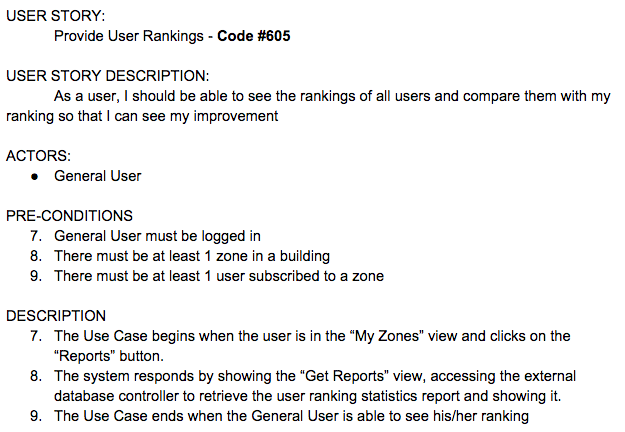 USER STORY:
Provide User Rankings - Code #605
USER STORY DESCRIPTION:
As a user, I should be able to see the rankings of all users and compare them with my
ranking so that I can see my improvement
ACTORS:
● General User
PRE-CONDITIONS
7. General User must be logged in
8. There must be at least 1 zone in a building
9. There must be at least 1 user subscribed to a zone
DESCRIPTION
7. The Use Case begins when the user is in the “My Zones” view and clicks on the
“Reports” button.
8. The system responds by showing the “Get Reports” view, accessing the external
database controller to retrieve the user ranking statistics report and showing it.
9. The Use Case ends when the General User is able to see his/her ranking